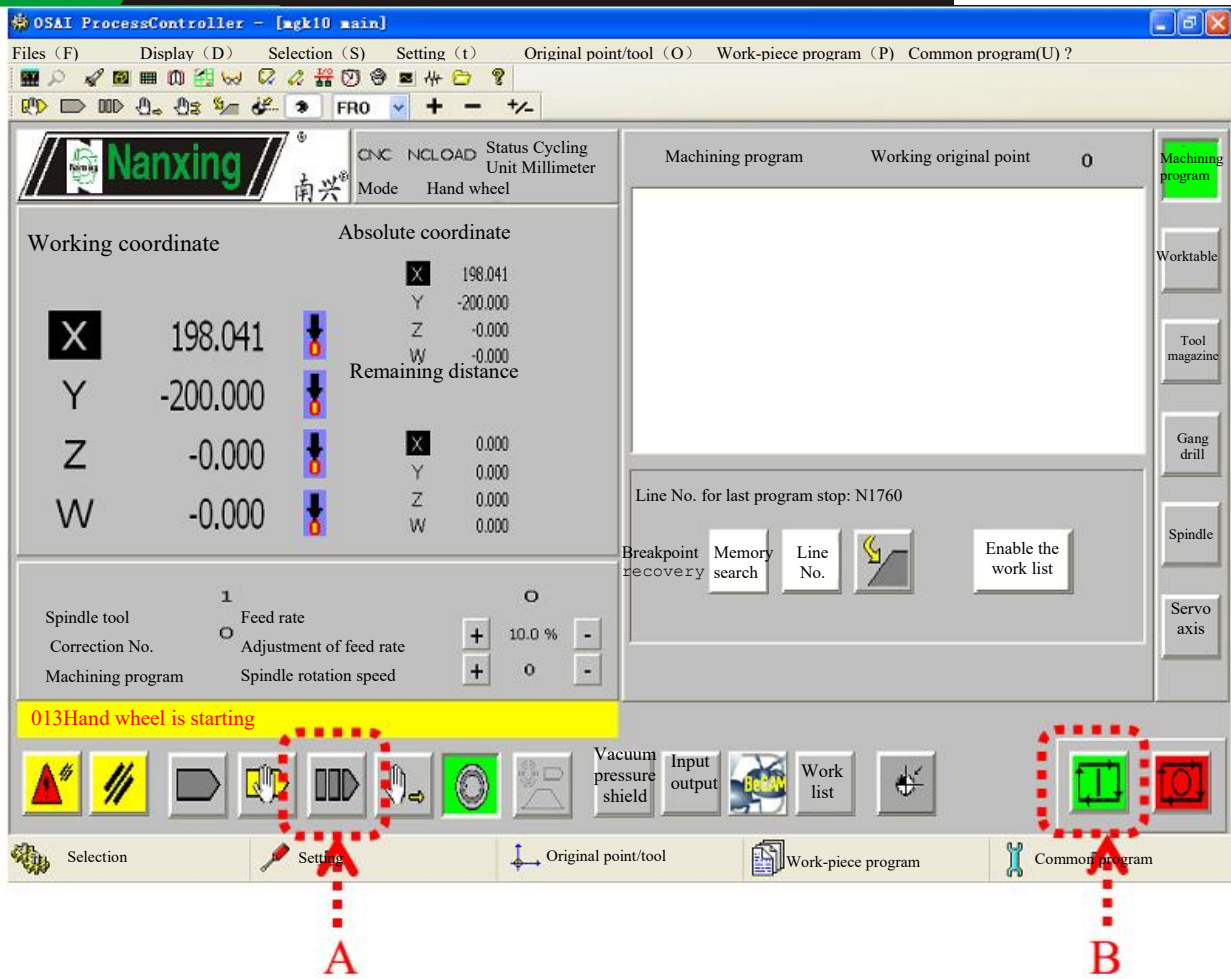 OSAI ProcessController - [mgk10 main]
Files (F) Display (D) Selection (S) Setting (t) Original point/tool (O) Work-piece program (P) Common program(U) ?
FRO + - +/-
Nanxing
南兴®
CNC NCLOAD Status Cycling
Unit Millimeter
Mode Hand wheel
Working coordinate
Absolute coordinate
X 198.041
Y -200.000
Z -0.000
W -0.000
X 198.041
Y -200.000
Z -0.000
W -0.000
Remaining distance
X 0.000
Y 0.000
Z 0.000
W 0.000
Spindle tool 1 Feed rate 0
Correction No. 0 Adjustment of feed rate + 10.0 % -
Machining program Spindle rotation speed + 0 -
013Hand wheel is starting
Machining program Working original point 0
Line No. for last program stop: N1760
Breakpoint
recovery
Memory
search
Line
No.
Enable the
work list
Machining
program
Worktable
Tool
magazine
Gang
drill
Spindle
Servo
axis
Vacuum
pressure
shield
Input
output
BeCAM
Work
list
Selection Setting Original point/tool Work-piece program Common program
A B